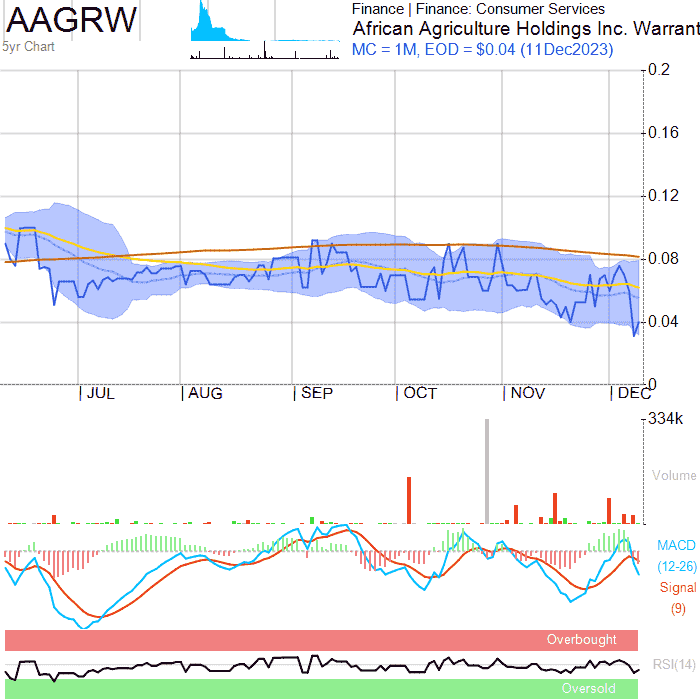 AAGRW
5yr Chart
Finance | Finance: Consumer Services
African Agriculture Holdings Inc. Warrant
MC = 1M, EOD = $0.04 (11Dec2023)
0.2
0.16
0.12
0.08
0.04
0
JUL
AUG
SEP
OCT
NOV
DEC
334k
Volume
MACD
(12-26)
Signal
(9)
Overbought
RSI(14)
Oversold